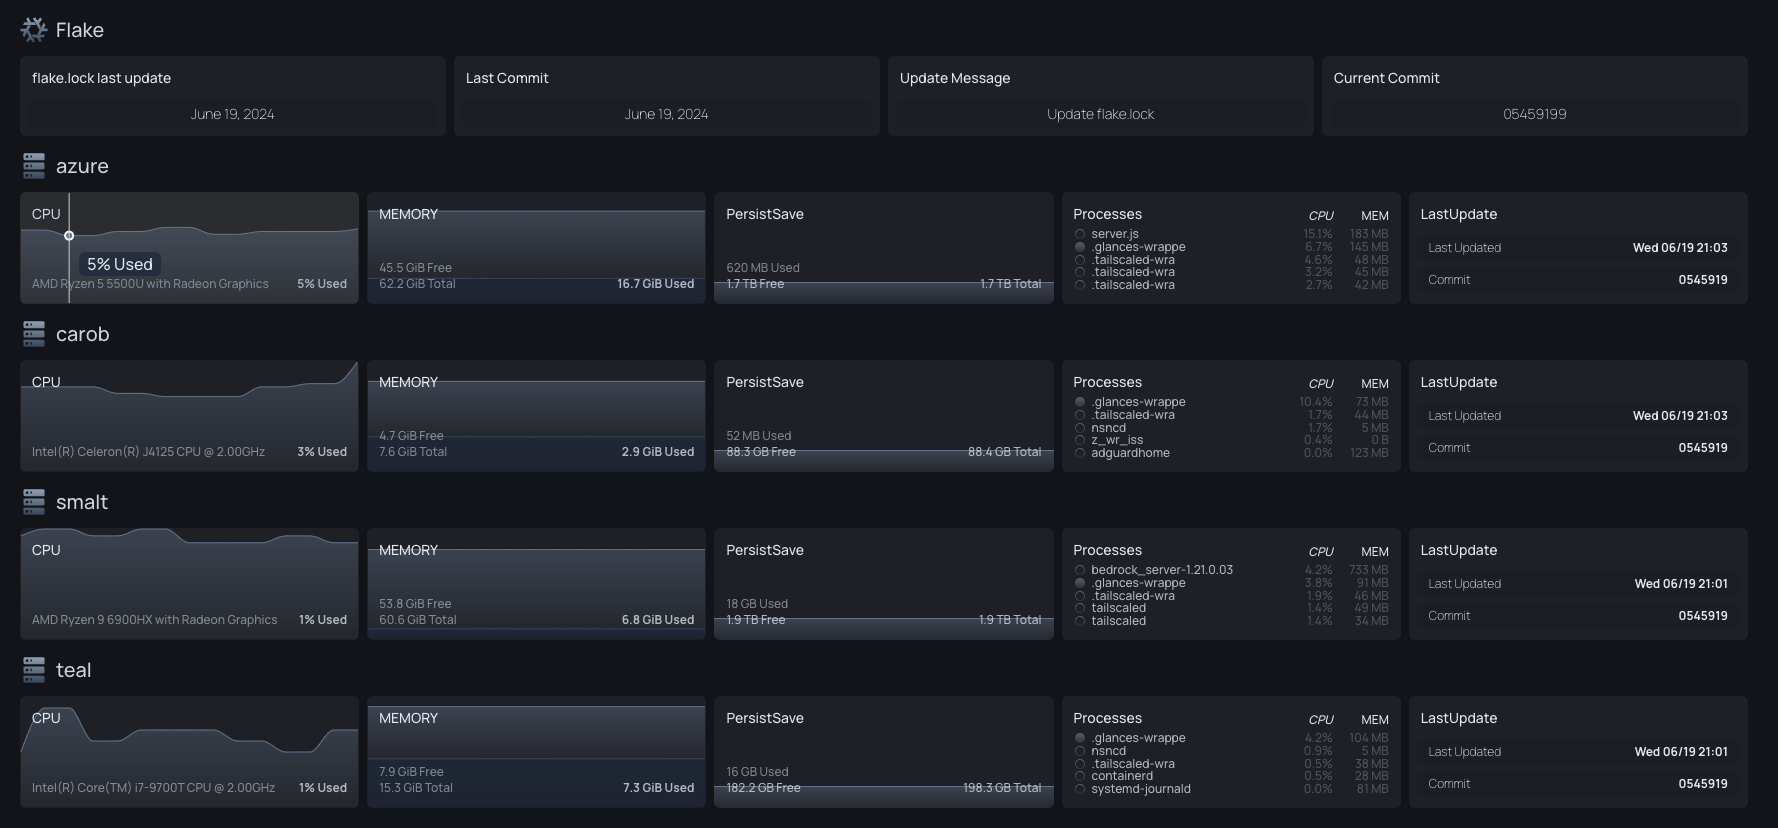 Flake
flake.lock last update
June 19, 2024
Last Commit
June 19, 2024
Update Message
Update flake.lock
Current Commit
05459199
azure
CPU
5% Used
AMD Ryzen 5 5500U with Radeon Graphics 5% Used
MEMORY
45.5 GiB Free
62.2 GiB Total 16.7 GiB Used
PersistSave
620 MB Used
1.7 TB Free 1.7 TB Total
Processes CPU MEM
server.js 15.1% 183 MB
.glances-wrappe 6.7% 145 MB
.tailscaled-wra 4.6% 48 MB
.tailscaled-wra 3.2% 45 MB
.tailscaled-wra 2.7% 42 MB
LastUpdate
Last Updated Wed 06/19 21:03
Commit 0545919
carob
CPU
Intel(R) Celeron(R) J4125 CPU @ 2.00GHz 3% Used
MEMORY
4.7 GiB Free
7.6 GiB Total 2.9 GiB Used
PersistSave
52 MB Used
88.3 GB Free 88.4 GB Total
Processes CPU MEM
.glances-wrappe 10.4% 73 MB
.tailscaled-wra 1.7% 44 MB
nsncd 1.7% 5 MB
z_wr_iss 0.4% 0 B
adguardhome 0.0% 123 MB
LastUpdate
Last Updated Wed 06/19 21:03
Commit 0545919
smalt
CPU
AMD Ryzen 9 6900HX with Radeon Graphics 1% Used
MEMORY
53.8 GiB Free
60.6 GiB Total 6.8 GiB Used
PersistSave
18 GB Used
1.9 TB Free 1.9 TB Total
Processes CPU MEM
bedrock_server-1.21.0.03 4.2% 733 MB
.glances-wrappe 3.8% 91 MB
.tailscaled-wra 1.9% 46 MB
tailscaled 1.4% 49 MB
tailscaled 1.4% 34 MB
LastUpdate
Last Updated Wed 06/19 21:01
Commit 0545919
teal
CPU
Intel(R) Core(TM) i7-9700T CPU @ 2.00GHz 1% Used
MEMORY
7.9 GiB Free
15.3 GiB Total 7.3 GiB Used
PersistSave
16 GB Used
182.2 GB Free 198.3 GB Total
Processes CPU MEM
.glances-wrappe 4.2% 104 MB
nsncd 0.9% 5 MB
.tailscaled-wra 0.5% 38 MB
containerd 0.5% 28 MB
systemd-journald 0.0% 81 MB
LastUpdate
Last Updated Wed 06/19 21:01
Commit 0545919